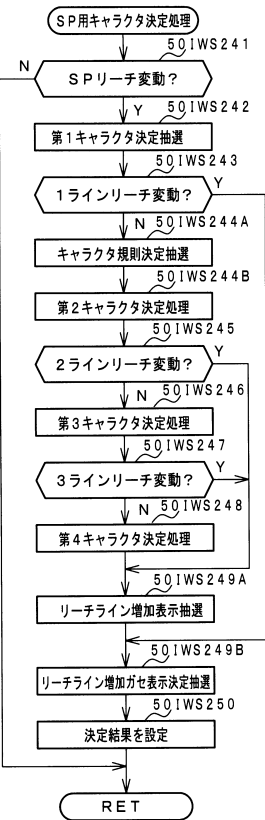 SP用キャラクタ決定処理
50IWS241
N
SPリーチ変動?
Y
50IWS242
第1キャラクタ決定抽選
50IWS243
1ラインリーチ変動?
Y
N
50IWS244A
キャラクタ規則決定抽選
50IWS244B
第2キャラクタ決定処理
50IWS245
2ラインリーチ変動?
Y
N
50IWS246
第3キャラクタ決定処理
50IWS247
3ラインリーチ変動?
Y
N
50IWS248
第4キャラクタ決定処理
50IWS249A
リーチライン増加表示抽選
50IWS249B
リーチライン増加ガセ表示決定抽選
50IWS250
決定結果を設定
RET